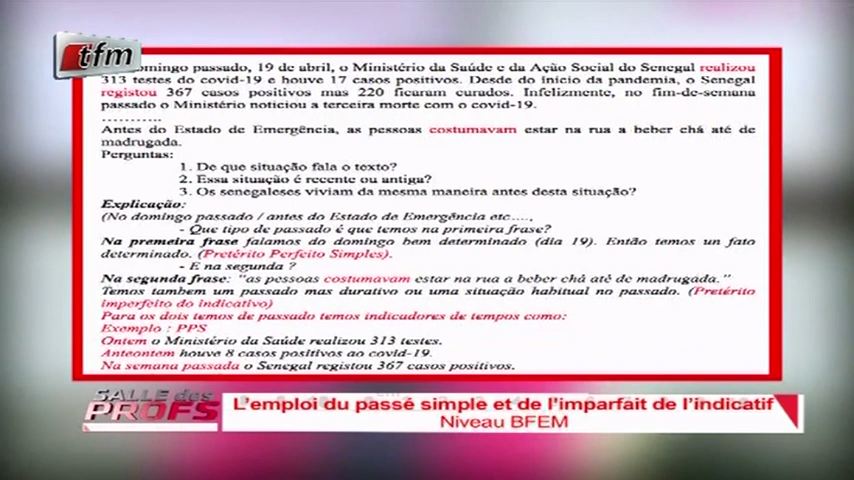 tfm
domingo passado, 19 de abril, o Ministério da Saúde e da Ação Social do Senegal realizou
313 testes do covid-19 e houve 17 casos positivos. Desde do início da pandemia, o Senegal
registou 367 casos positivos mas 220 ficaram curados. Infelizmente, no fim-de-semana
passado o Ministério noticiou a terceira morte com o covid-19.
...........
Antes do Estado de Emergência, as pessoas costumavam estar na rua a beber chá até de
madrugada.
Perguntas:
1. De que situação fala o texto?
2. Essa situação é recente ou antiga?
3. Os senegaleses viviam da mesma maneira antes desta situação?
Explicação:
(No domingo passado / antes do Estado de Emergência etc....,
- Que tipo de passado é que temos na primeira frase?
Na premeira frase falamos do domingo bem determinado (dia 19). Então temos un fato
determinado. (Pretérito Perfeito Simples).
- E na segunda ?
Na segunda frase: "as pessoas costumavam estar na rua a beber chá até de madrugada."
Temos tambem um passado mas durativo ou uma situação habitual no passado. (Pretérito
imperfeito do indicativo)
Para os dois temos de passado temos indicadores de tempos como:
Exemplo : PPS
Ontem o Ministério da Saúde realizou 313 testes.
Anteontem houve 8 casos positivos ao covid-19.
Na semana passada o Senegal registou 367 casos positivos.
SALLE des
PROFS
L'emploi du passé simple et de l'imparfait de l'indicatif
Niveau BFEM